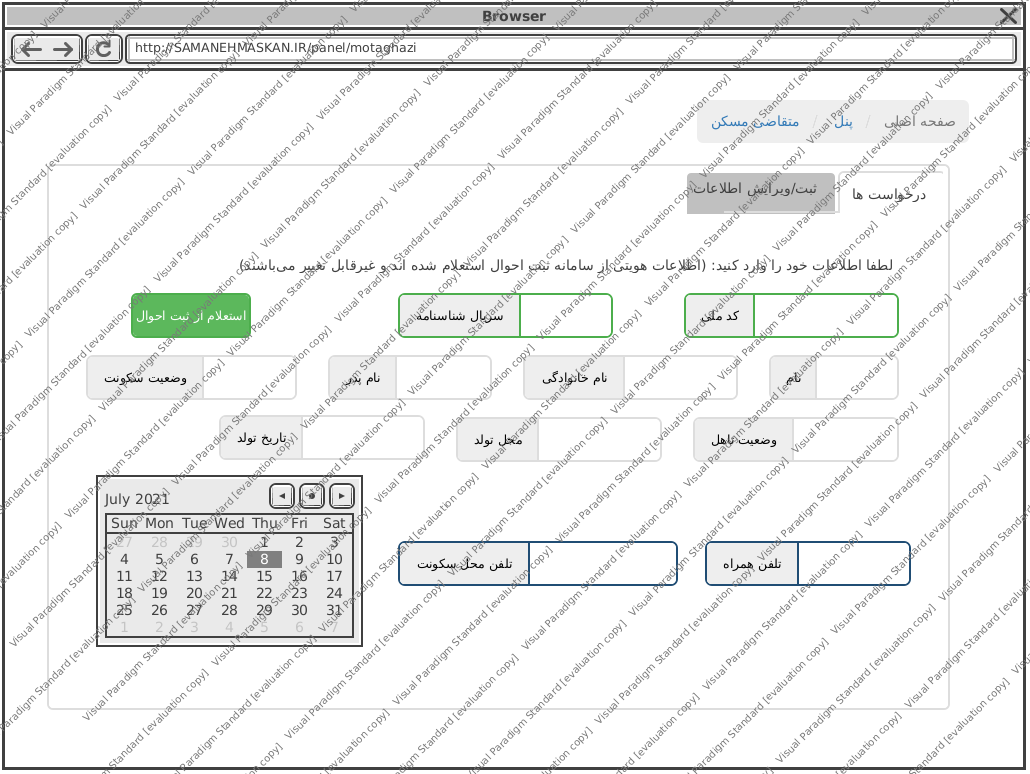 Browser
http://SAMANEHMASKAN.IR/panel/motaghazi
صفحه اصلی / پنل / متقاضی مسکن
درخواست ها
ثبت/ویرایش اطلاعات
لطفا اطلاعات خود را وارد کنید: (اطلاعات هویتی از سامانه ثبت احوال استعلام شده اند و غیرقابل تغییر می‌باشند)
کد ملی
سریال شناسنامه
استعلام از ثبت احوال
نام
نام خانوادگی
نام پدر
وضعیت سکونت
وضعیت تاهل
محل تولد
تاریخ تولد
July 2021
Sun Mon Tue Wed Thu Fri Sat
27 28 29 30 1 2 3
4 5 6 7 8 9 10
11 12 13 14 15 16 17
18 19 20 21 22 23 24
25 26 27 28 29 30 31
1 2 3 4 5 6 7
تلفن همراه
تلفن محل سکونت
Visual Paradigm Standard [evaluation copy]